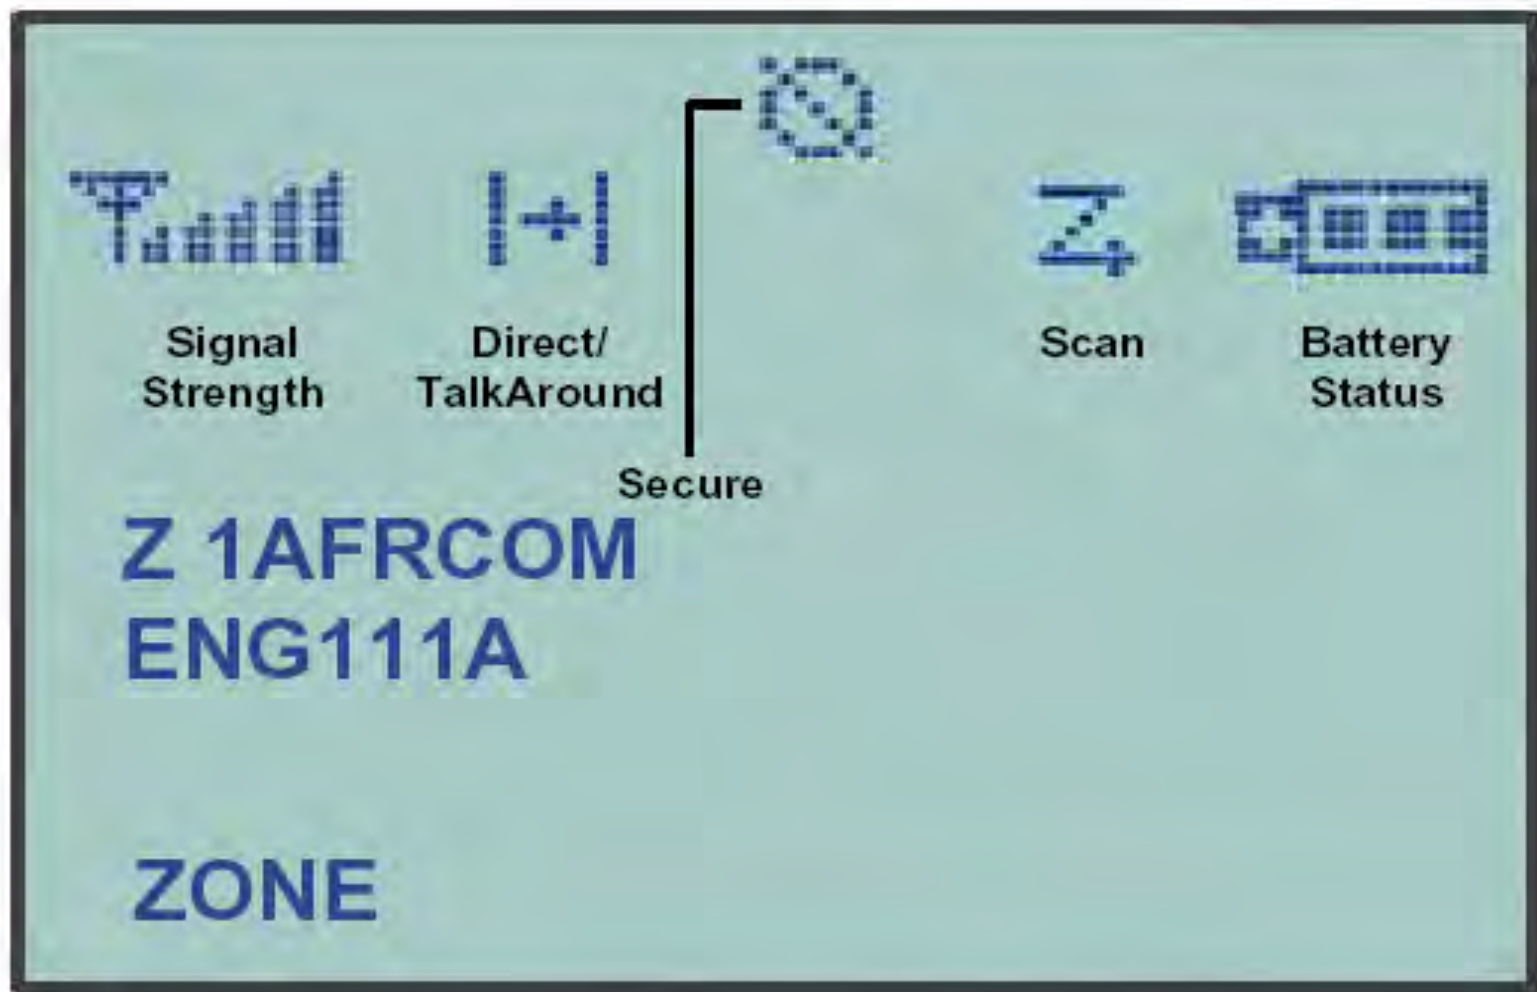 Signal
Strength
Direct/
TalkAround
Secure
Scan
Battery
Status
Z 1AFRCOM
ENG111A
ZONE